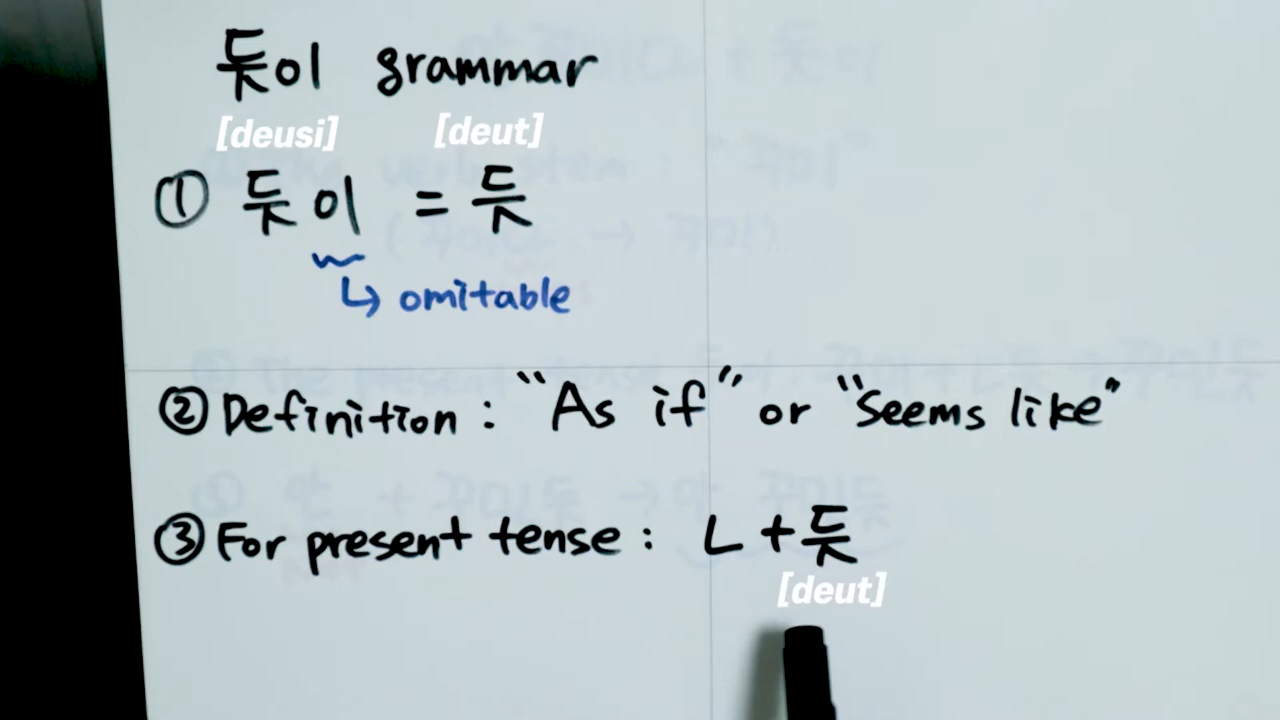 듯이 grammar
[deusi] [deut]
① 듯이 = 듯
↳ omitable
② Definition : "As if" or "Seems like"
③ For present tense : ㄴ + 듯
[deut]